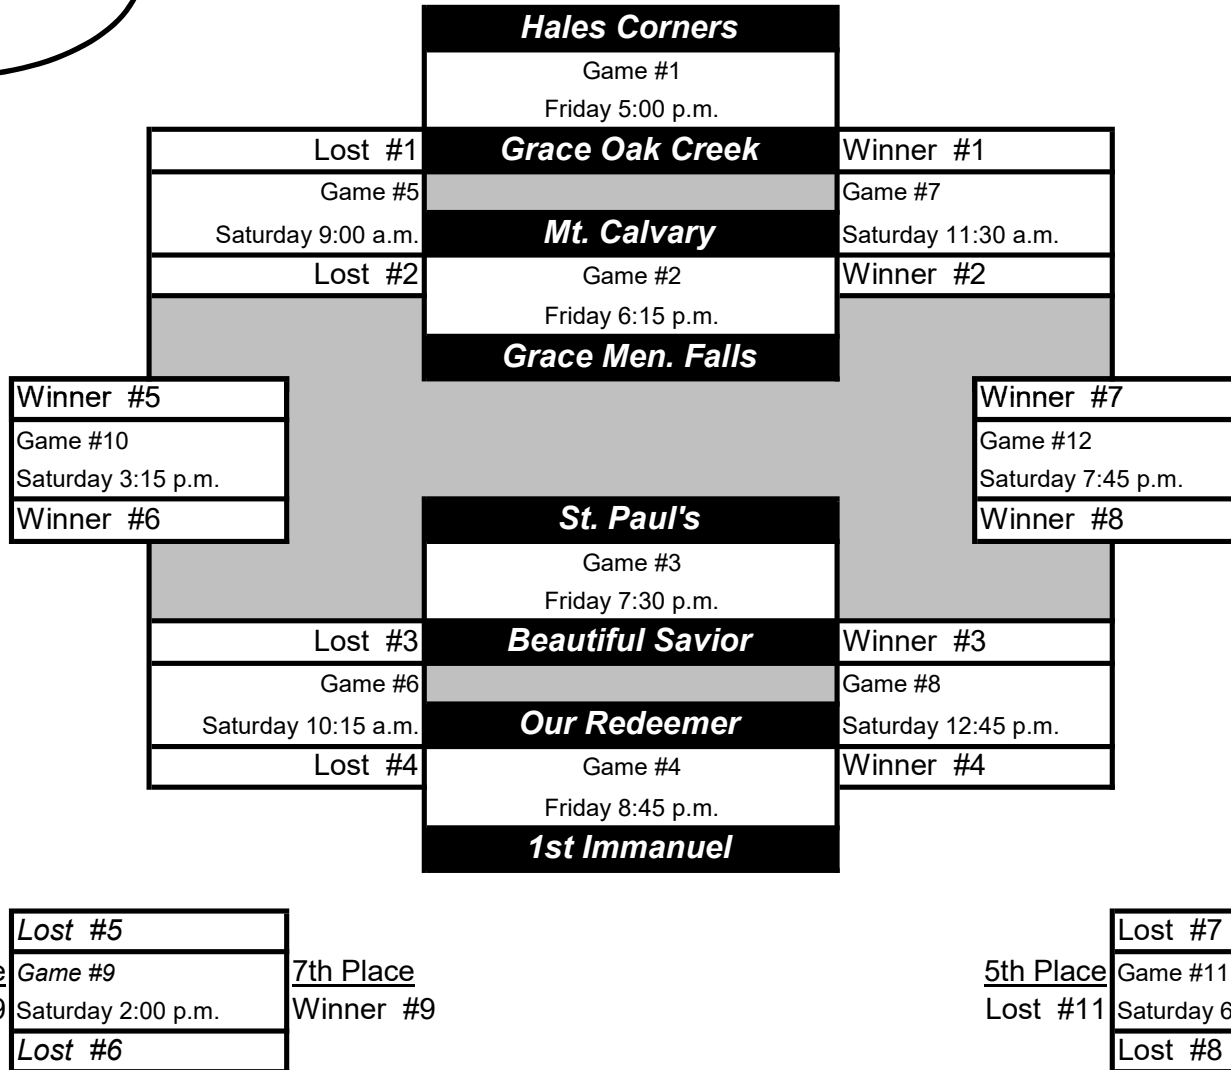 Hales Corners
Game #1
Friday 5:00 p.m.
Lost #1 Grace Oak Creek Winner #1
Game #5 Game #7
Saturday 9:00 a.m. Mt. Calvary Saturday 11:30 a.m.
Lost #2 Game #2 Winner #2
Friday 6:15 p.m.
Grace Men. Falls
Winner #5 Winner #7
Game #10 Game #12
Saturday 3:15 p.m. Saturday 7:45 p.m.
Winner #6 St. Paul's Winner #8
Game #3
Friday 7:30 p.m.
Lost #3 Beautiful Savior Winner #3
Game #6 Game #8
Saturday 10:15 a.m. Our Redeemer Saturday 12:45 p.m.
Lost #4 Game #4 Winner #4
Friday 8:45 p.m.
1st Immanuel
Lost #5 Lost #7
Game #9 7th Place 5th Place Game #11
Saturday 2:00 p.m. Winner #9 Lost #11 Saturday 6
Lost #6 Lost #8